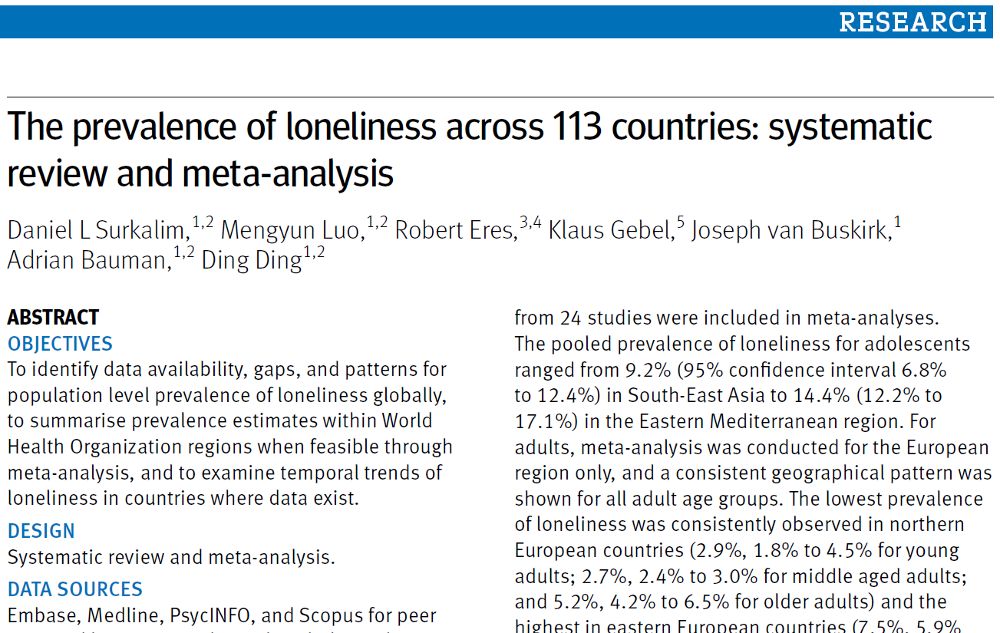 RESEARCH
The prevalence of loneliness across 113 countries: systematic
review and meta-analysis
Daniel L Surkalim,1,2 Mengyun Luo,1,2 Robert Eres,3,4 Klaus Gebel,5 Joseph van Buskirk,1
Adrian Bauman,1,2 Ding Ding1,2
ABSTRACT
OBJECTIVES
To identify data availability, gaps, and patterns for
population level prevalence of loneliness globally,
to summarise prevalence estimates within World
Health Organization regions when feasible through
meta-analysis, and to examine temporal trends of
loneliness in countries where data exist.
DESIGN
Systematic review and meta-analysis.
DATA SOURCES
Embase, Medline, PsycINFO, and Scopus for peer
from 24 studies were included in meta-analyses.
The pooled prevalence of loneliness for adolescents
ranged from 9.2% (95% confidence interval 6.8%
to 12.4%) in South-East Asia to 14.4% (12.2% to
17.1%) in the Eastern Mediterranean region. For
adults, meta-analysis was conducted for the European
region only, and a consistent geographical pattern was
shown for all adult age groups. The lowest prevalence
of loneliness was consistently observed in northern
European countries (2.9%, 1.8% to 4.5% for young
adults; 2.7%, 2.4% to 3.0% for middle aged adults;
and 5.2%, 4.2% to 6.5% for older adults) and the
highest in eastern European countries (7.5%, 5.9%